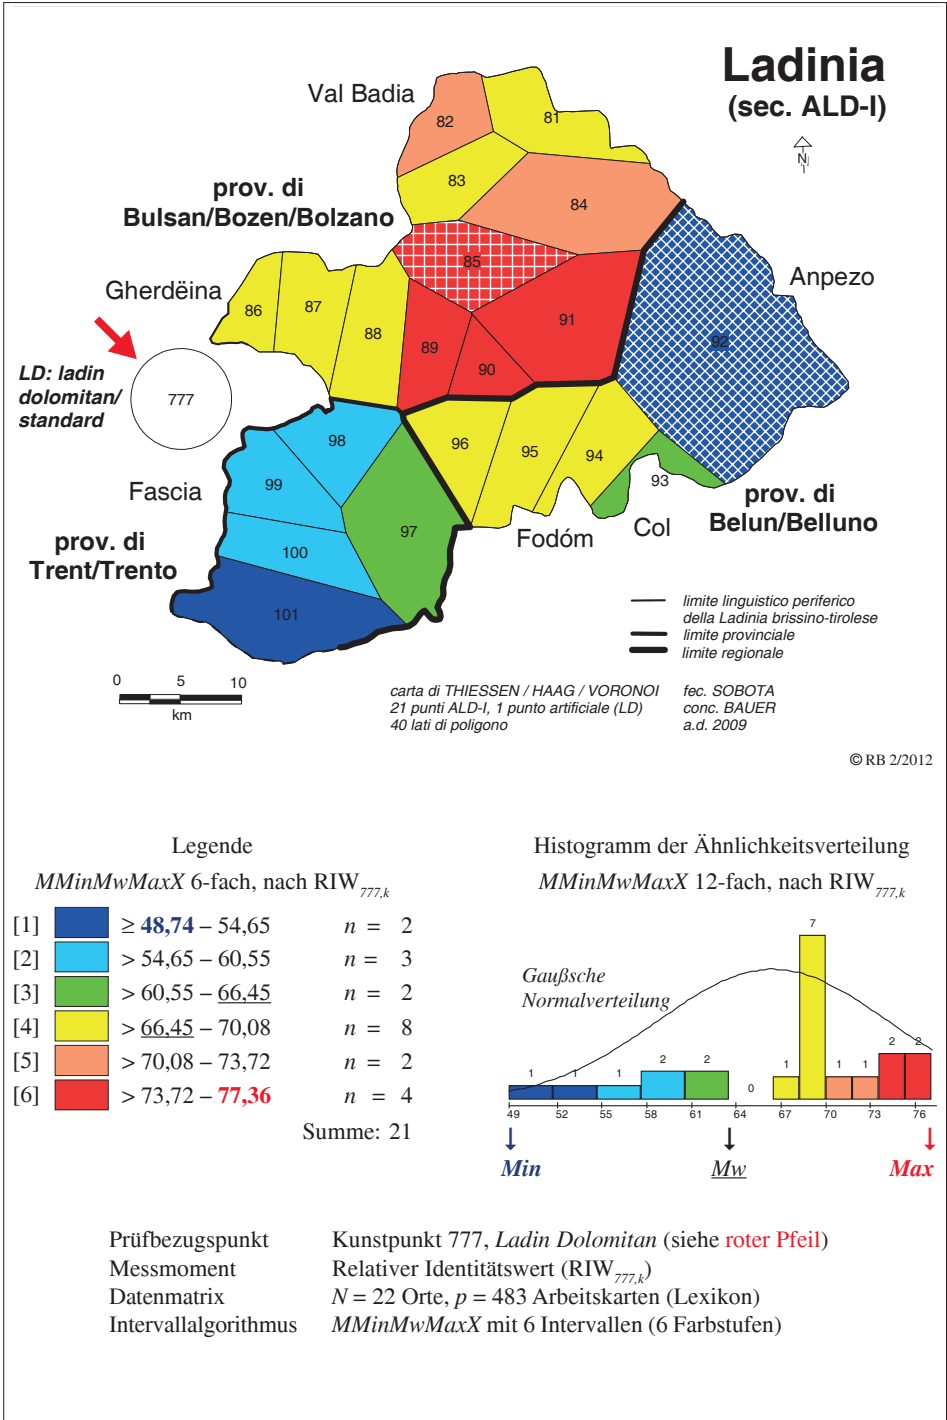 Ladinia
(sec. ALD-I)
N
Val Badia
82
81
83
84
prov. di
Bulsan/Bozen/Bolzano
85
Anpezo
Gherdëina
86
87
88
89
90
91
92
LD: ladin
dolomitan/
standard
777
98
96
95
94
99
93
Fascia
97
100
Fodóm
Col
prov. di
Belun/Belluno
prov. di
Trent/Trento
101
limite linguistico periferico
della Ladinia brissino-tirolese
limite provinciale
limite regionale
0 5 10
km
carta di THIESSEN / HAAG / VORONOI
21 punti ALD-I, 1 punto artificiale (LD)
40 lati di poligono
fec. SOBOTA
conc. BAUER
a.d. 2009
© RB 2/2012
Legende
MMinMwMaxX 6-fach, nach RIW777,k
[1] ≥ 48,74 – 54,65 n = 2
[2] > 54,65 – 60,55 n = 3
[3] > 60,55 – 66,45 n = 2
[4] > 66,45 – 70,08 n = 8
[5] > 70,08 – 73,72 n = 2
[6] > 73,72 – 77,36 n = 4
Summe: 21
Histogramm der Ähnlichkeitsverteilung
MMinMwMaxX 12-fach, nach RIW777,k
Gaußsche
Normalverteilung
1 1 1 2 2 0 1 7 1 1 2 2
49 52 55 58 61 64 67 70 73 76
Min Mw Max
Prüfbezugspunkt Kunstpunkt 777, Ladin Dolomitan (siehe roter Pfeil)
Messmoment Relativer Identitätswert (RIW777,k)
Datenmatrix N = 22 Orte, p = 483 Arbeitskarten (Lexikon)
Intervallalgorithmus MMinMwMaxX mit 6 Intervallen (6 Farbstufen)